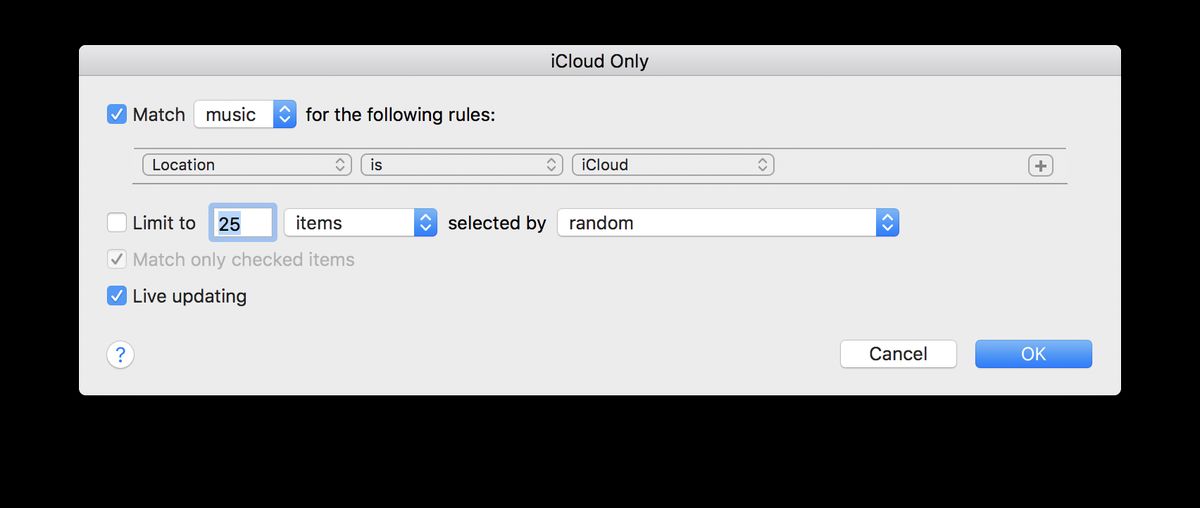 iCloud Only
Match music for the following rules:
Location is iCloud +
Limit to 25 items selected by random
Match only checked items
Live updating
? Cancel OK